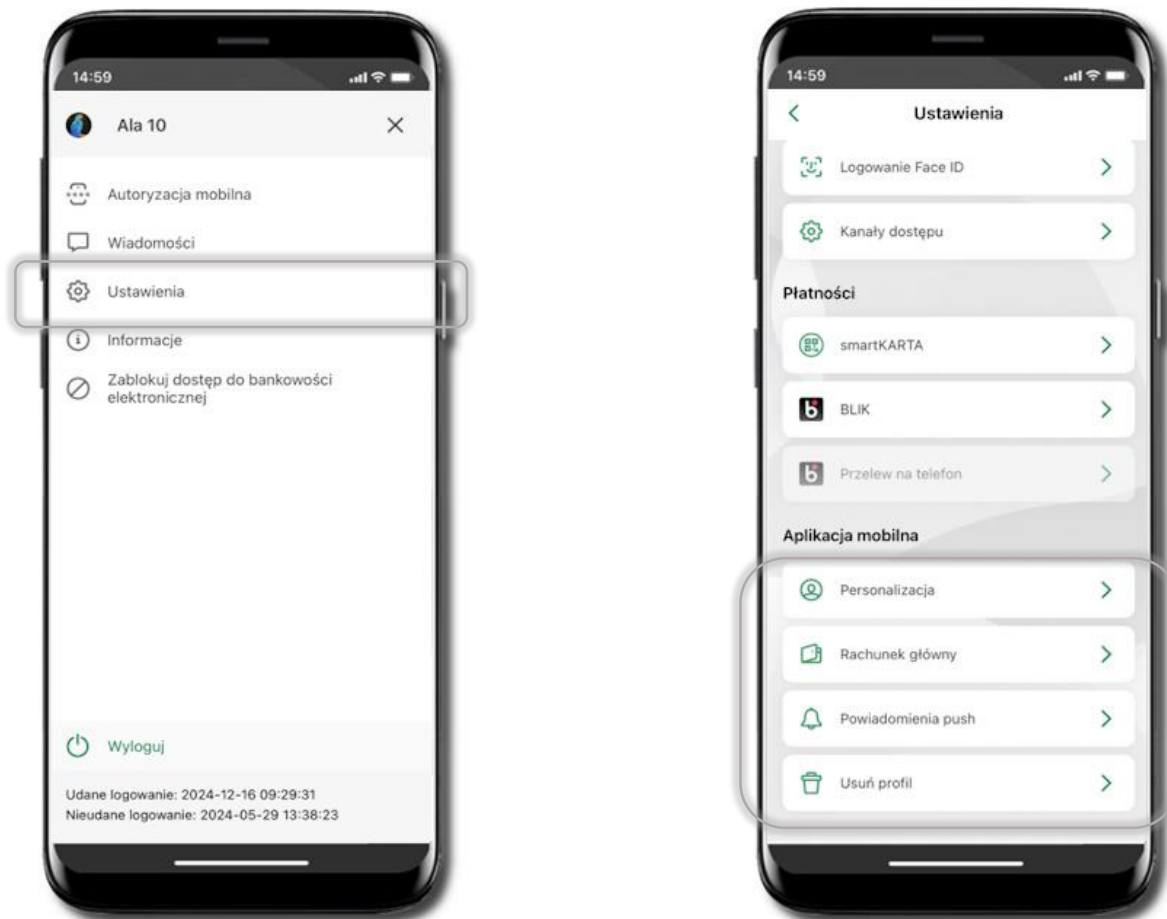 14:59
Ala 10
Autoryzacja mobilna
Wiadomości
Ustawienia
Informacje
Zablokuj dostęp do bankowości
elektronicznej
Wyloguj
Udane logowanie: 2024-12-16 09:29:31
Nieudane logowanie: 2024-05-29 13:38:23
14:59
Ustawienia
Logowanie Face ID
Kanały dostępu
Płatności
smartKARTA
BLIK
Przelew na telefon
Aplikacja mobilna
Personalizacja
Rachunek główny
Powiadomienia push
Usuń profil